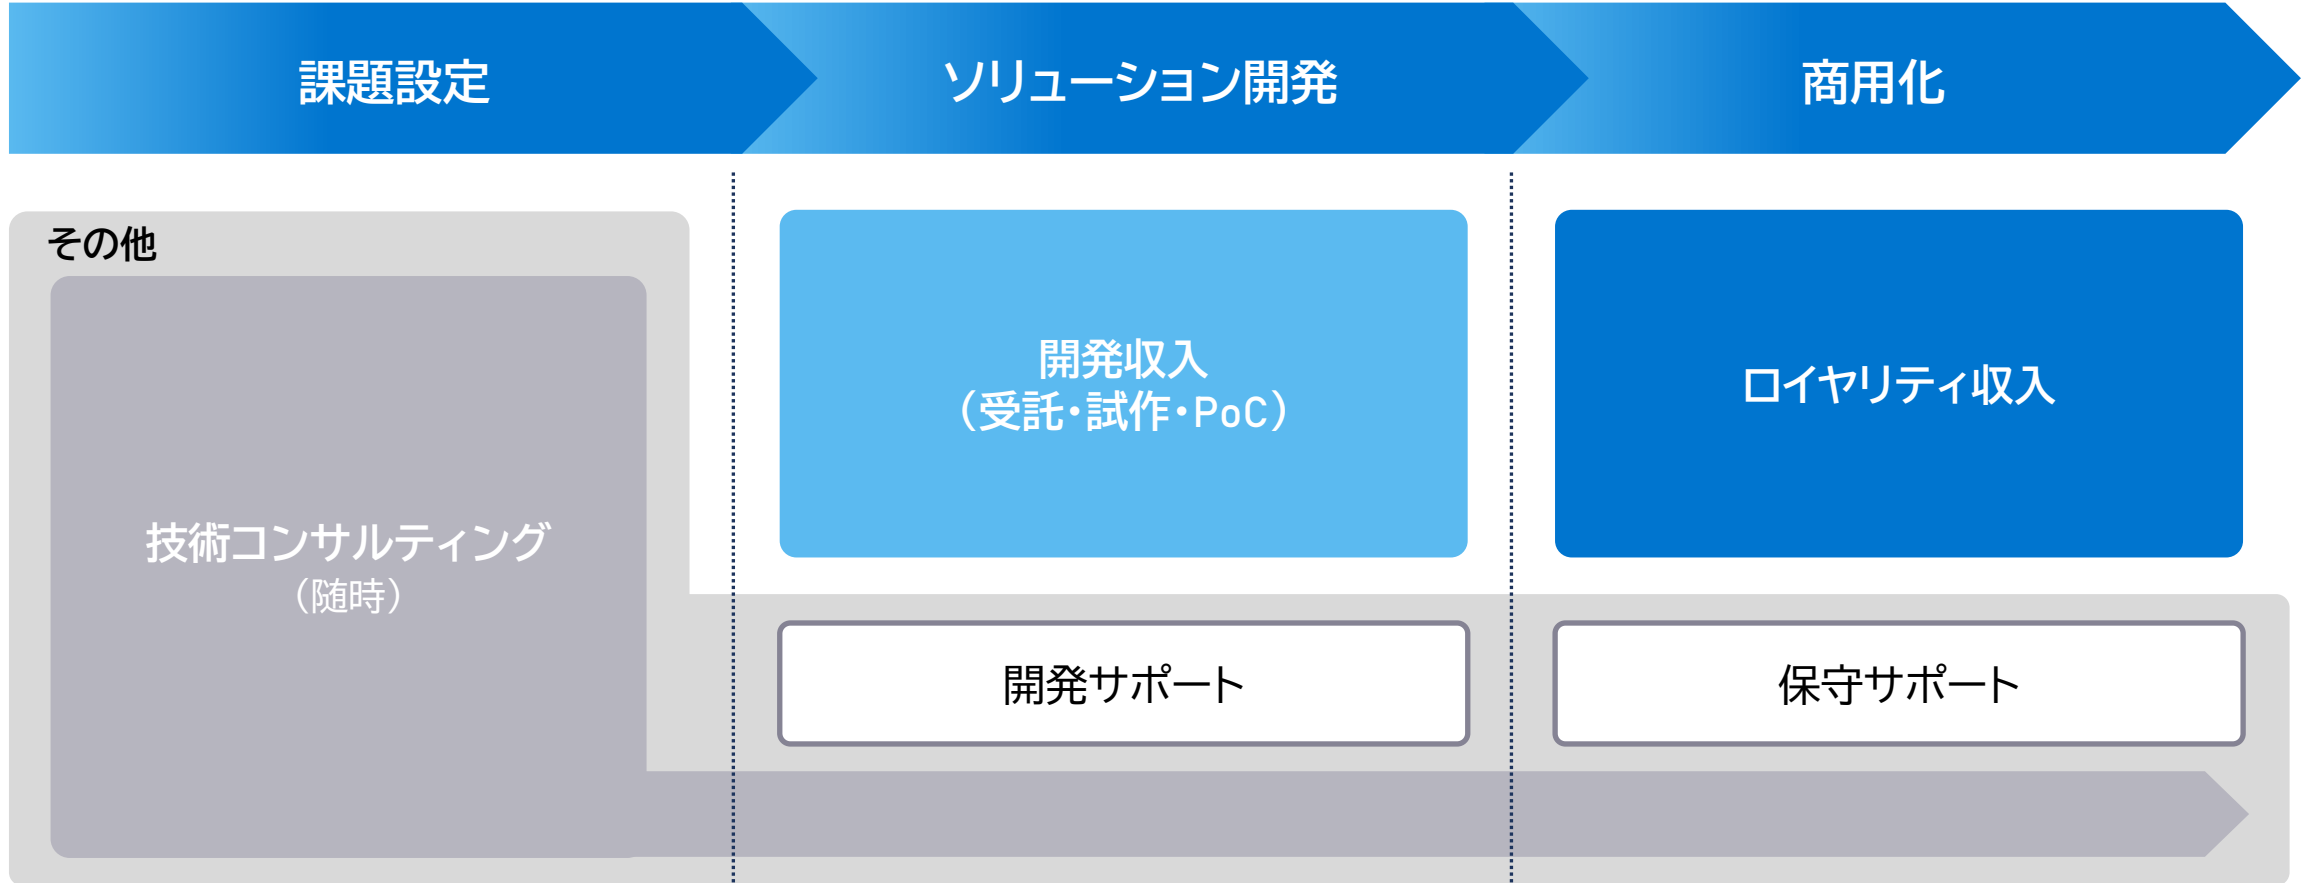 課題設定
ソリューション開発
商用化
その他
技術コンサルティング
（随時）
開発収入
（受託・試作・PoC）
ロイヤリティ収入
開発サポート
保守サポート